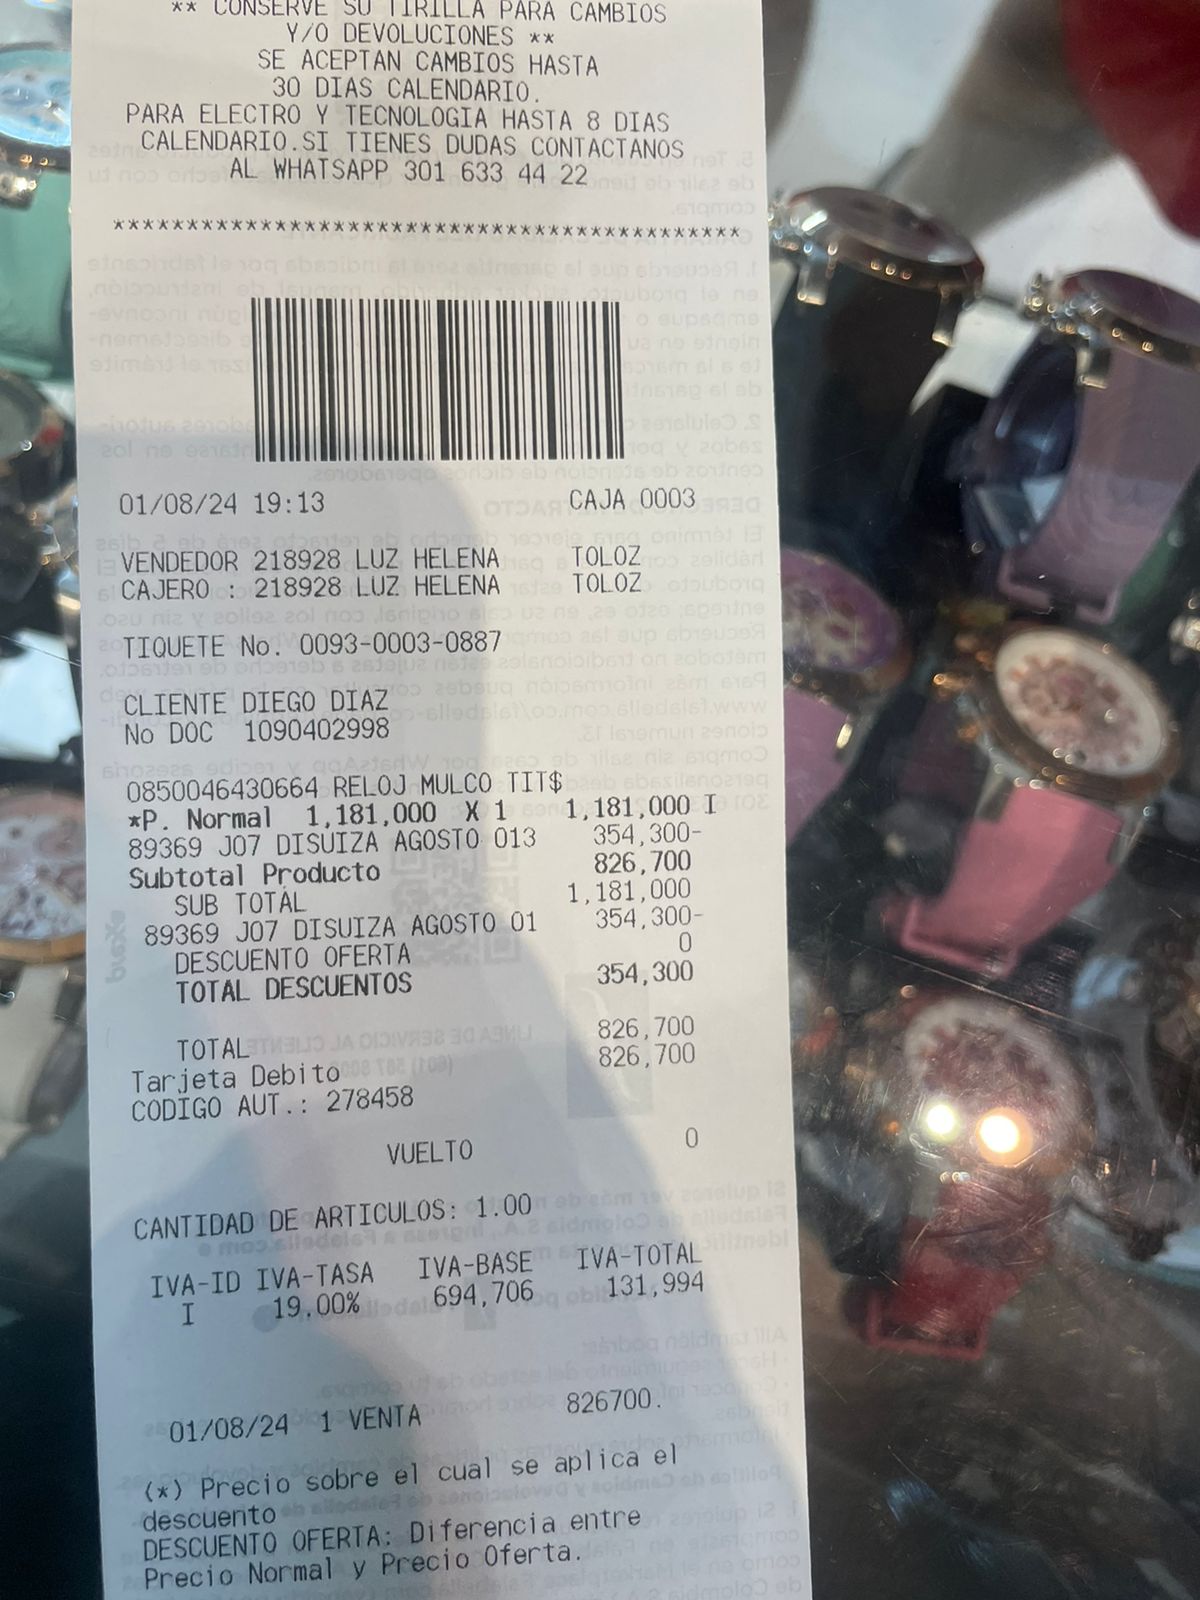 ** CONSERVE SU TIRILLA PARA CAMBIOS
Y/O DEVOLUCIONES **
SE ACEPTAN CAMBIOS HASTA
30 DIAS CALENDARIO.
PARA ELECTRO Y TECNOLOGIA HASTA 8 DIAS
CALENDARIO.SI TIENES DUDAS CONTACTANOS
AL WHATSAPP 301 633 44 22
*******************************************
01/08/24 19:13 CAJA 0003
VENDEDOR 218928 LUZ HELENA TOLOZ
CAJERO : 218928 LUZ HELENA TOLOZ
TIQUETE No. 0093-0003-0887
CLIENTE DIEGO DIAZ
No DOC 1090402998
0850046430664 RELOJ MULCO TIT$
*P. Normal 1,181,000 X 1 1,181,000 I
89369 J07 DISUIZA AGOSTO 013 354,300-
Subtotal Producto 826,700
SUB TOTAL 1,181,000
89369 J07 DISUIZA AGOSTO 01 354,300-
DESCUENTO OFERTA 0
TOTAL DESCUENTOS 354,300
TOTAL 826,700
Tarjeta Debito 826,700
CODIGO AUT.: 278458
VUELTO 0
CANTIDAD DE ARTICULOS: 1.00
IVA-ID IVA-TASA IVA-BASE IVA-TOTAL
I 19.00% 694,706 131,994
01/08/24 1 VENTA 826700.
(*) Precio sobre el cual se aplica el
descuento
DESCUENTO OFERTA: Diferencia entre
Precio Normal y Precio Oferta.